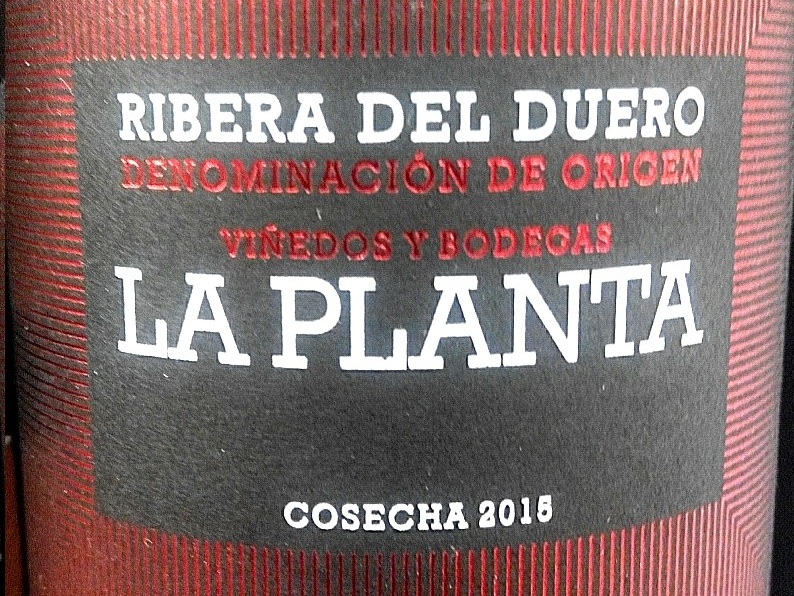 RIBERA DEL DUERO
DENOMINACIÓN DE ORIGEN
VIÑEDOS Y BODEGAS
LA PLANTA
COSECHA 2015